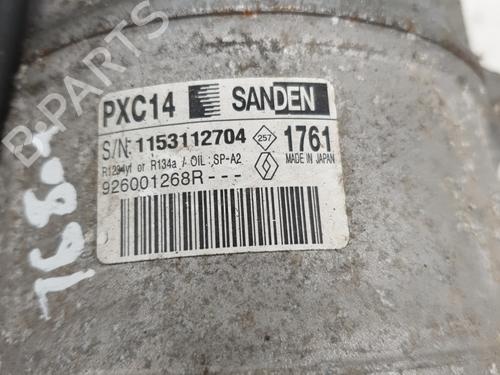 PXC14 SANDEN
S/N: 1153112704 257 1761
R1234yf or R134a / OIL : SP-A2 MADE IN JAPAN
926001268R - - -
B-PARTS